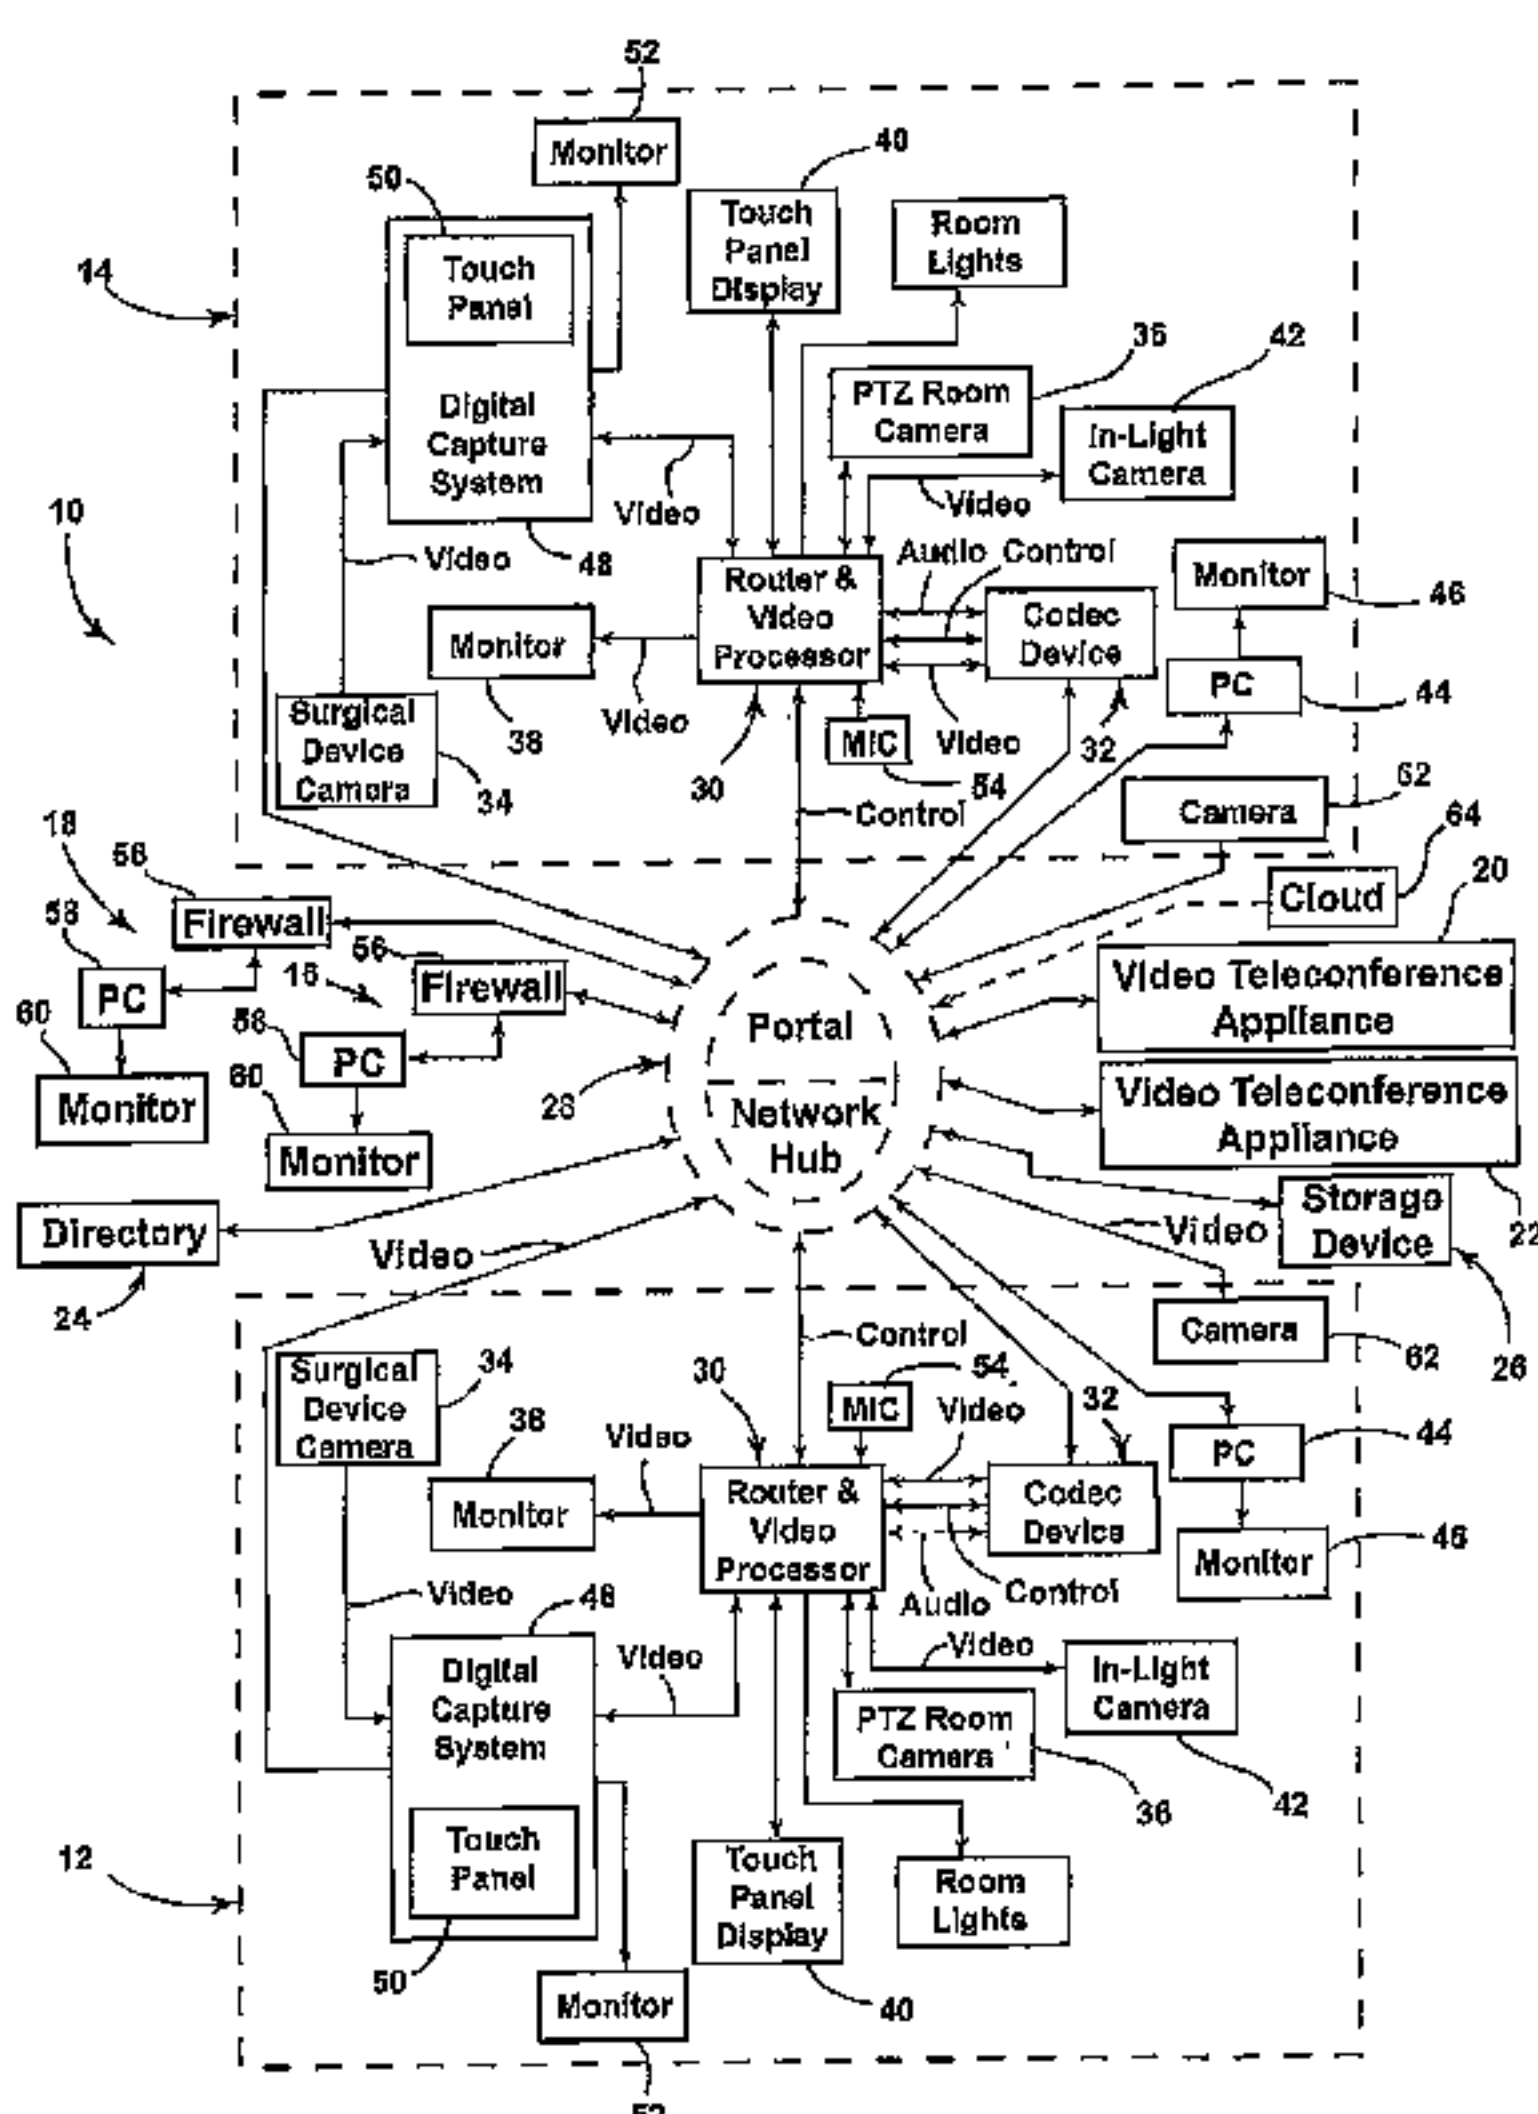 52
Monitor
40
50
Touch
Panel
Display
Room
Lights
Touch
Panel
14
36
42
PTZ Room
Camera
In-Light
Camera
Digital
Capture
System
Video
Video
10
Video
48
Audio Control
Monitor
46
Router &
Video
Processor
Codec
Device
Monitor
PC
44
38
Video
Surgical
Device
Camera
34
30
MIC
Video
32
54
Control
62
Camera
64
18
56
Cloud
20
58
Firewall
56
16
Firewall
Video Teleconference
Appliance
PC
60
58
PC
Portal
Monitor
60
28
Video Teleconference
Appliance
Network
Hub
Monitor
Storage
Device
22
Directory
Video
Video
24
Control
Camera
62
26
Surgical
Device
Camera
34
30
54
MIC
Video
32
38
Video
PC
44
Monitor
Router &
Video
Processor
Codec
Device
Monitor
46
Video
48
Audio
Control
Video
Video
In-Light
Camera
Digital
Capture
System
PTZ Room
Camera
36
42
12
Touch
Panel
Touch
Panel
Display
Room
Lights
50
Monitor
40